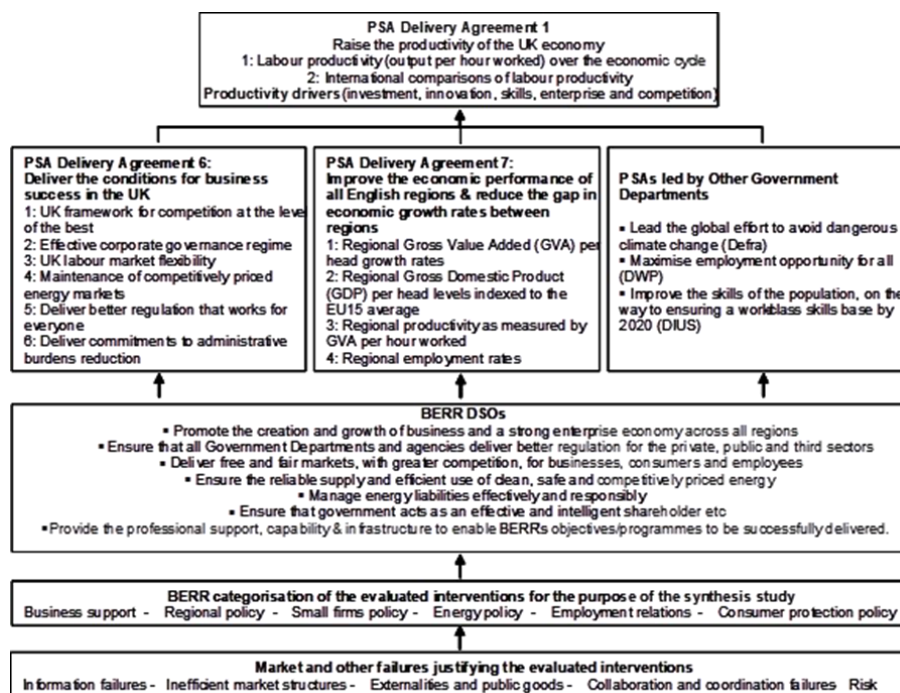 PSA Delivery Agreement 1
Raise the productivity of the UK economy
1: Labour productivity (output per hour worked) over the economic cycle
2: International comparisons of labour productivity
Productivity drivers (investment, innovation, skills, enterprise and competition)
PSA Delivery Agreement 6:
Deliver the conditions for business
success in the UK
1: UK framework for competition at the level
of the best
2: Effective corporate governance regime
3: UK labour market flexibility
4: Maintenance of competitively priced
energy markets
5: Deliver better regulation that works for
everyone
6: Deliver commitments to administrative
burdens reduction
PSA Delivery Agreement 7:
Improve the economic performance of
all English regions & reduce the gap in
economic growth rates between
regions
1: Regional Gross Value Added (GVA) per
head growth rates
2: Regional Gross Domestic Product
(GDP) per head levels indexed to the
EU15 average
3: Regional productivity as measured by
GVA per hour worked
4: Regional employment rates
PSAs led by Other Government
Departments
▪ Lead the global effort to avoid dangerous
climate change (Defra)
▪ Maximise employment opportunity for all
(DWP)
▪ Improve the skills of the population, on the
way to ensuring a workclass skills base by
2020 (DIUS)
BERR DSOs
▪ Promote the creation and growth of business and a strong enterprise economy across all regions
▪ Ensure that all Government Departments and agencies deliver better regulation for the private, public and third sectors
▪ Deliver free and fair markets, with greater competition, for businesses, consumers and employees
▪ Ensure the reliable supply and efficient use of clean, safe and competitively priced energy
▪ Manage energy liabilities effectively and responsibly
▪ Ensure that government acts as an effective and intelligent shareholder etc
▪ Provide the professional support, capability & infrastructure to enable BERRs objectives/programmes to be successfully delivered.
BERR categorisation of the evaluated interventions for the purpose of the synthesis study
Business support - Regional policy - Small firms policy - Energy policy - Employment relations - Consumer protection policy
Market and other failures justifying the evaluated interventions
Information failures - Inefficient market structures - Externalities and public goods - Collaboration and coordination failures Risk